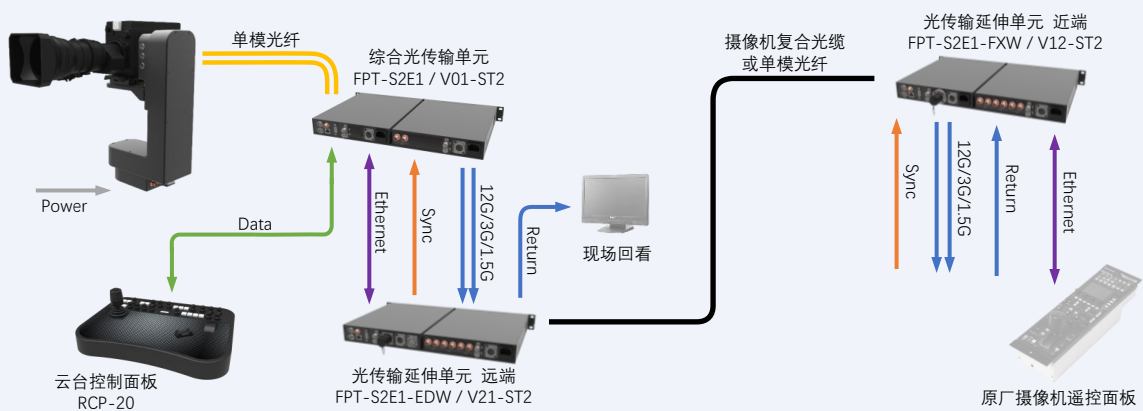 单模光纤
综合光传输单元
FPT-S2E1 / V01-ST2
摄像机复合光缆
或单模光纤
光传输延伸单元 近端
FPT-S2E1-FXW / V12-ST2
Power
Data
Ethernet
Sync
12G/3G/1.5G
Return
现场回看
Sync
12G/3G/1.5G
Return
Ethernet
云台控制面板
RCP-20
光传输延伸单元 远端
FPT-S2E1-EDW / V21-ST2
原厂摄像机遥控面板